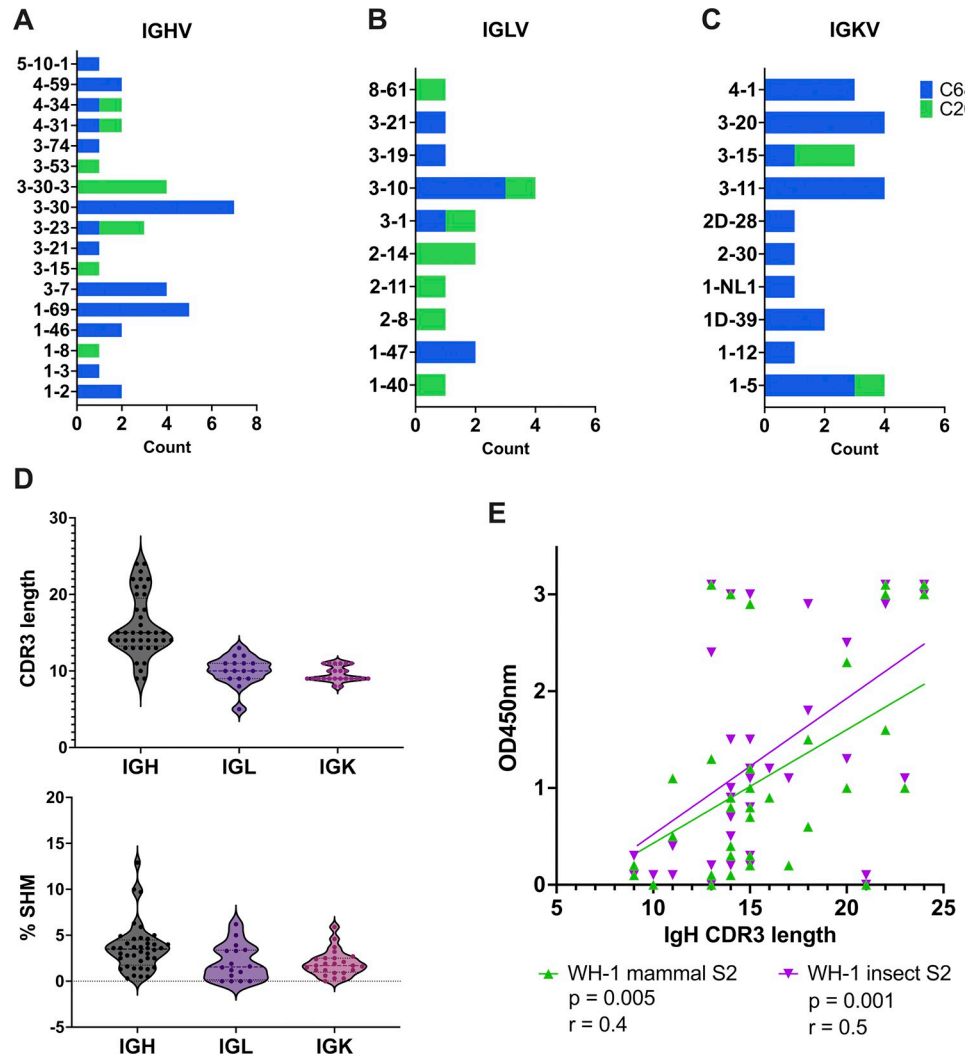 A
IGHV
5-10-1
4-59
4-34
4-31
3-74
3-53
3-30-3
3-30
3-23
3-21
3-15
3-7
1-69
1-46
1-8
1-3
1-2
0 2 4 6 8
Count
B
IGLV
8-61
3-21
3-19
3-10
3-1
2-14
2-11
2-8
1-47
1-40
0 2 4 6
Count
C
IGKV
4-1
3-20
3-15
3-11
2D-28
2-30
1-NL1
1D-39
1-12
1-5
0 2 4 6
Count
D
30
20
10
0
CDR3 length
IGH IGL IGK
20
15
10
5
0
-5
% SHM
IGH IGL IGK
E
3
2
1
0
OD450nm
5 10 15 20 25
IgH CDR3 length
WH-1 mammal S2
p = 0.005
r = 0.4
WH-1 insect S2
p = 0.001
r = 0.5